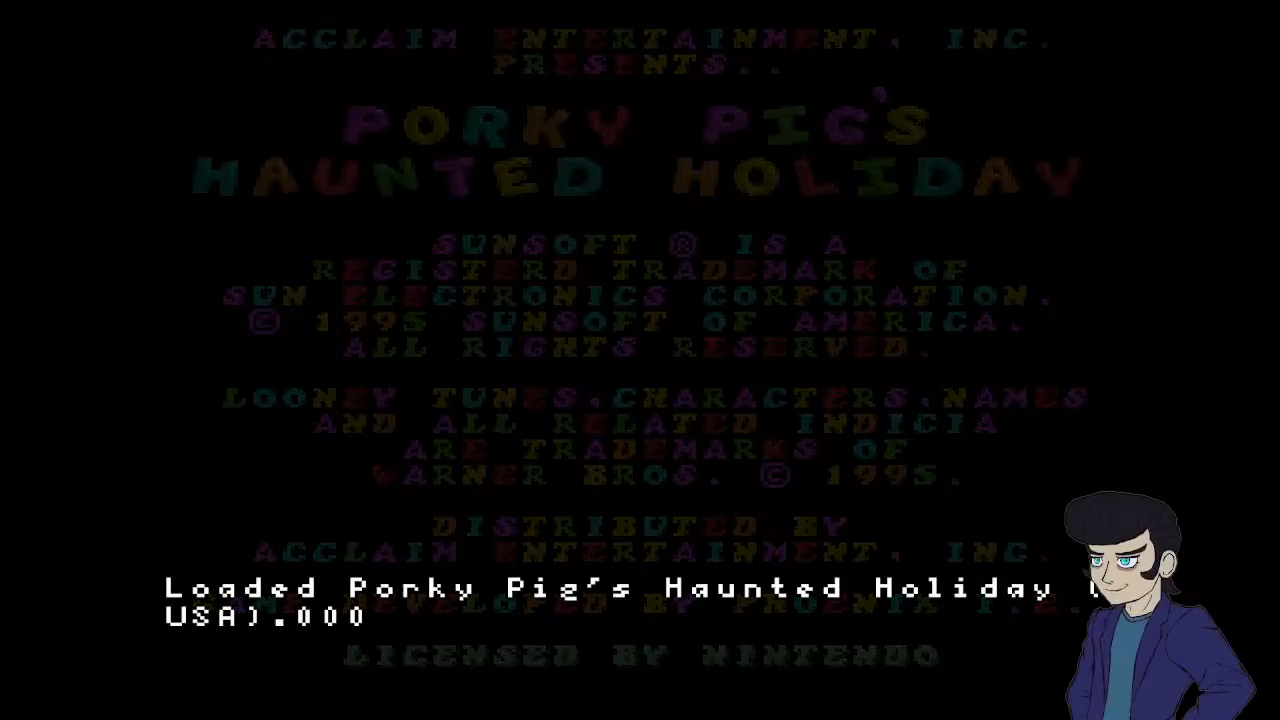 ACCLAIM ENTERTAINMENT, INC.
PRESENTS..
PORKY PIG'S
HAUNTED HOLIDAY
SUNSOFT ® IS A
REGISTERD TRADEMARK OF
SUN ELECTRONICS CORPORATION.
© 1995 SUNSOFT OF AMERICA.
ALL RIGHTS RESERVED.
LOONEY TUNES,CHARACTERS,NAMES
AND ALL RELATED INDICIA
ARE TRADEMARKS OF
WARNER BROS. © 1995.
DISTRIBUTED BY
ACCLAIM ENTERTAINMENT, INC.
Loaded Porky Pig's Haunted Holiday (
USA).000
LICENSED BY NINTENDO